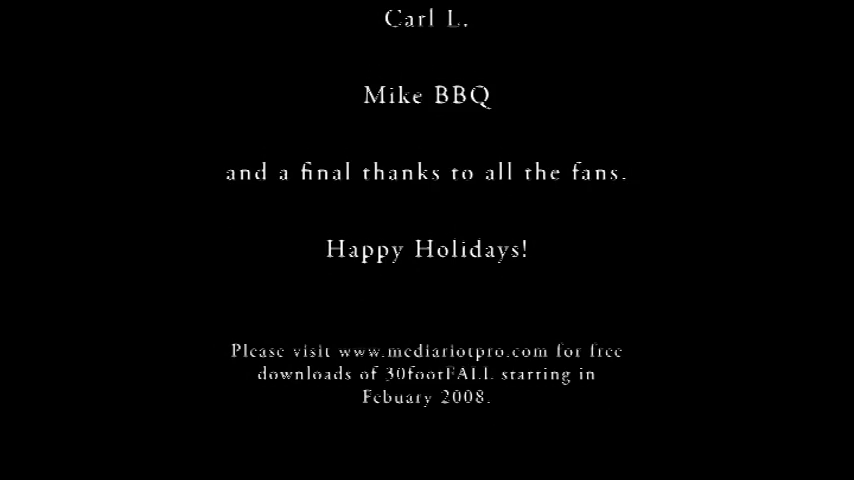 Carl L.
Mike BBQ
and a final thanks to all the fans.
Happy Holidays!
Please visit www.mediariotpro.com for free
downloads of 30footFALL starting in
Febuary 2008.